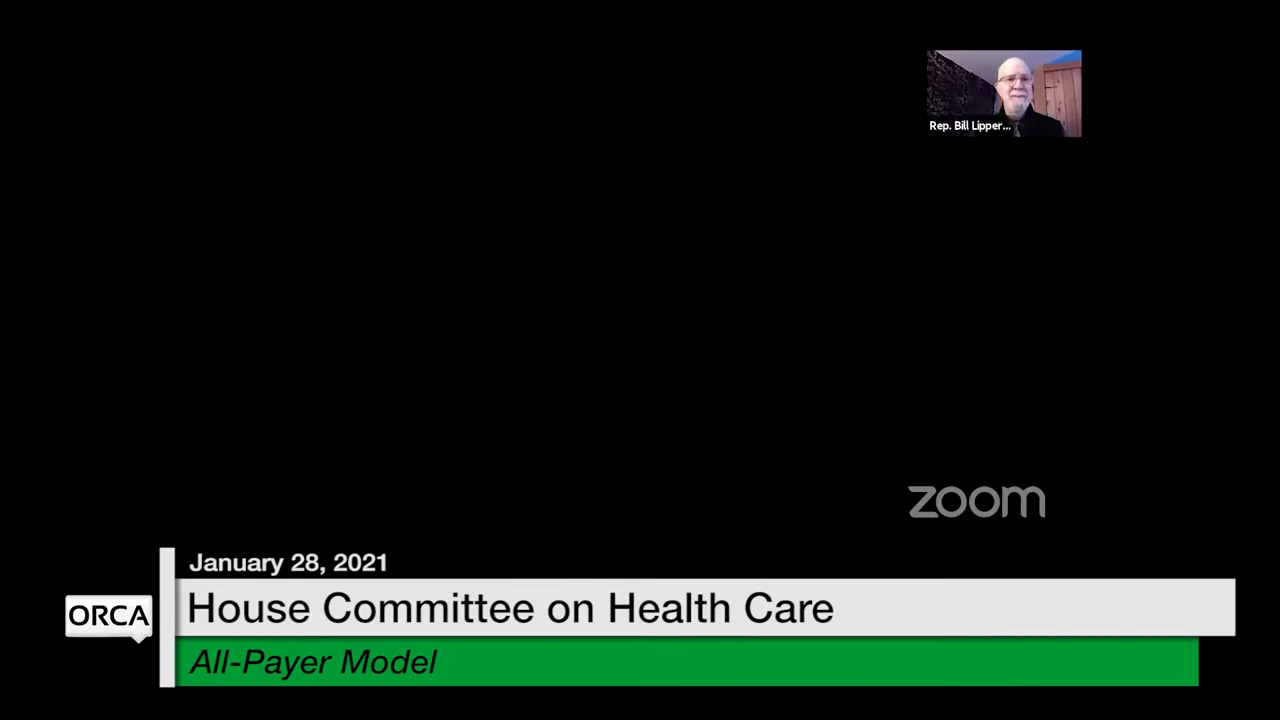 Rep. Bill Lipper...
zoom
January 28, 2021
House Committee on Health Care
ORCA
All-Payer Model